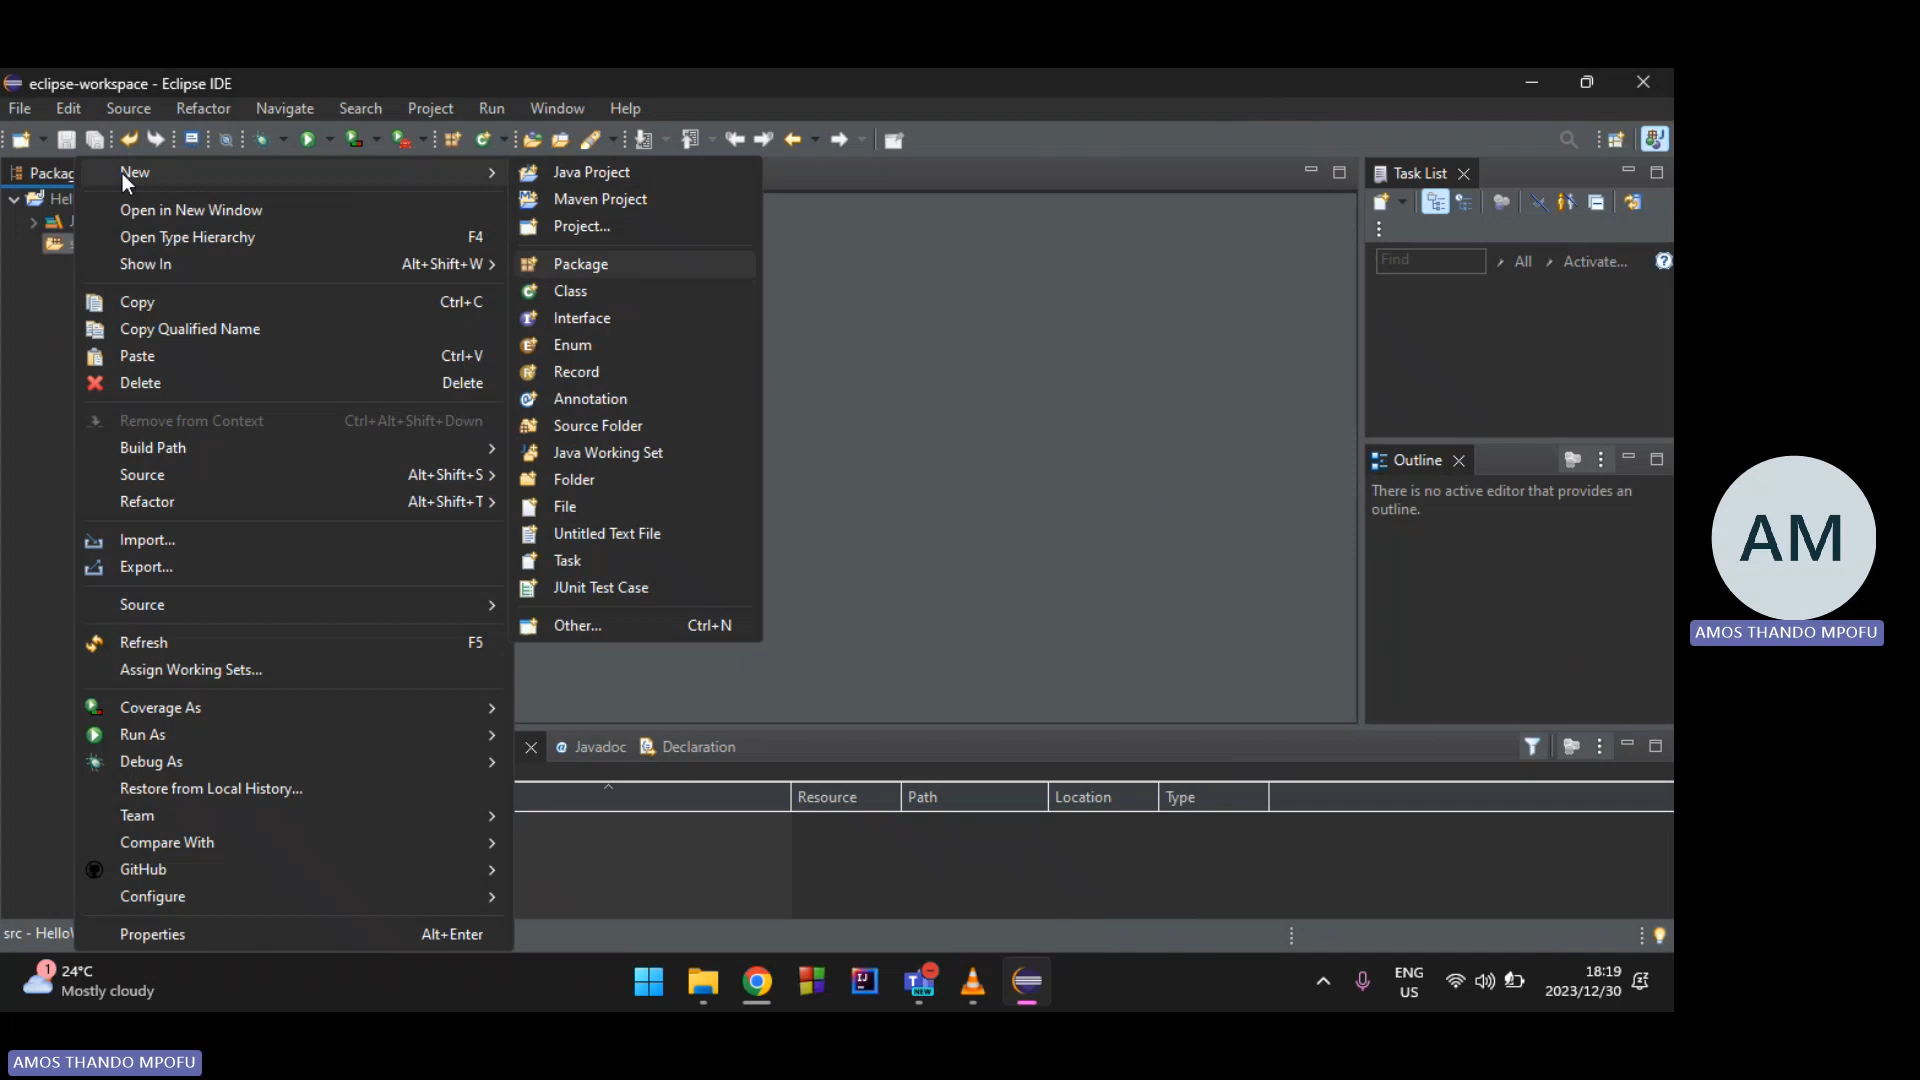 eclipse-workspace - Eclipse IDE
File Edit Source Refactor Navigate Search Project Run Window Help
Packag
Hel
New
Open in New Window
Open Type Hierarchy F4
Show In Alt+Shift+W
Copy Ctrl+C
Copy Qualified Name
Paste Ctrl+V
Delete Delete
Remove from Context Ctrl+Alt+Shift+Down
Build Path
Source Alt+Shift+S
Refactor Alt+Shift+T
Import...
Export...
Source
Refresh F5
Assign Working Sets...
Coverage As
Run As
Debug As
Restore from Local History...
Team
Compare With
GitHub
Configure
Properties Alt+Enter
Java Project
Maven Project
Project...
Package
Class
Interface
Enum
Record
Annotation
Source Folder
Java Working Set
Folder
File
Untitled Text File
Task
JUnit Test Case
Other... Ctrl+N
Task List
Find All Activate...
Outline
There is no active editor that provides an
outline.
@ Javadoc Declaration
Resource Path Location Type
src - Hello
1
24°C
Mostly cloudy
NEW
ENG
US
18:19
2023/12/30
AM
AMOS THANDO MPOFU
AMOS THANDO MPOFU